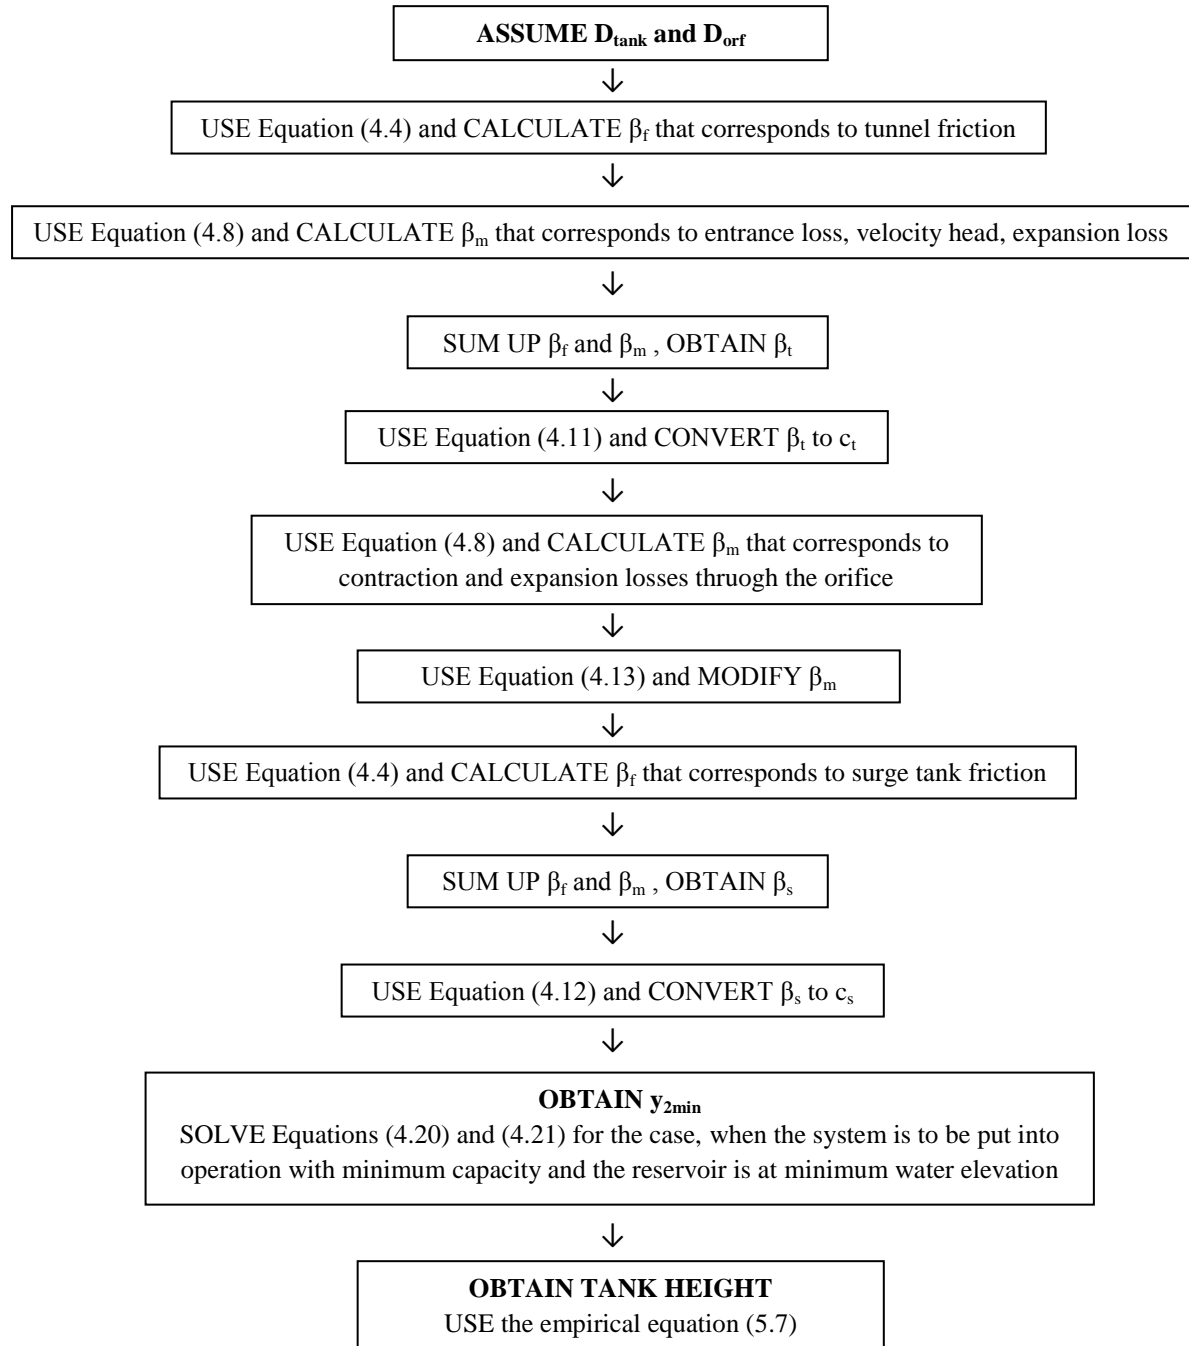 ASSUME D_tank and D_orf
↓
USE Equation (4.4) and CALCULATE β_f that corresponds to tunnel friction
↓
USE Equation (4.8) and CALCULATE β_m that corresponds to entrance loss, velocity head, expansion loss
↓
SUM UP β_f and β_m , OBTAIN β_t
↓
USE Equation (4.11) and CONVERT β_t to c_t
↓
USE Equation (4.8) and CALCULATE β_m that corresponds to
contraction and expansion losses thruogh the orifice
↓
USE Equation (4.13) and MODIFY β_m
↓
USE Equation (4.4) and CALCULATE β_f that corresponds to surge tank friction
↓
SUM UP β_f and β_m , OBTAIN β_s
↓
USE Equation (4.12) and CONVERT β_s to c_s
↓
OBTAIN y_2min
SOLVE Equations (4.20) and (4.21) for the case, when the system is to be put into
operation with minimum capacity and the reservoir is at minimum water elevation
↓
OBTAIN TANK HEIGHT
USE the empirical equation (5.7)